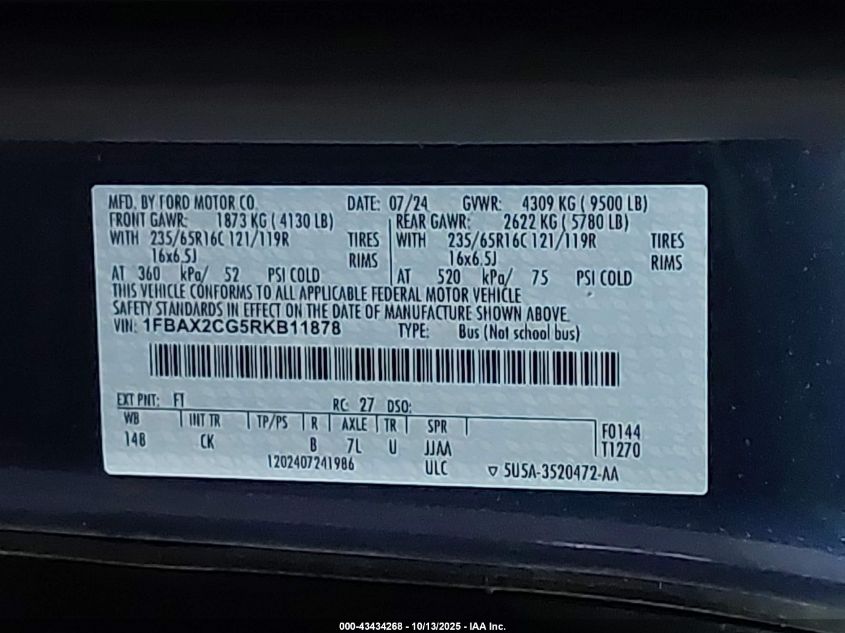 MFD. BY FORD MOTOR CO. DATE: 07/24 GVWR: 4309 KG ( 9500 LB)
FRONT GAWR: 1873 KG ( 4130 LB) REAR GAWR: 2622 KG ( 5780 LB)
WITH 235/65R16C 121/119R TIRES WITH 235/65R16C 121/119R TIRES
16x6.5J RIMS 16x6.5J RIMS
AT 360 kPa/ 52 PSI COLD AT 520 kPa/ 75 PSI COLD
THIS VEHICLE CONFORMS TO ALL APPLICABLE FEDERAL MOTOR VEHICLE
SAFETY STANDARDS IN EFFECT ON THE DATE OF MANUFACTURE SHOWN ABOVE.
VIN: 1FBAX2CG5RKB11878 TYPE: Bus (Not school bus)
EXT PNT: FT RC: 27 DSO:
WB INT TR TP/PS R AXLE TR SPR F0144
148 CK B 7L U JJAA T1270
1202407241986 ULC ▽ 5U5A-3520472-AA
000-43434268 - 10/13/2025 - IAA Inc.